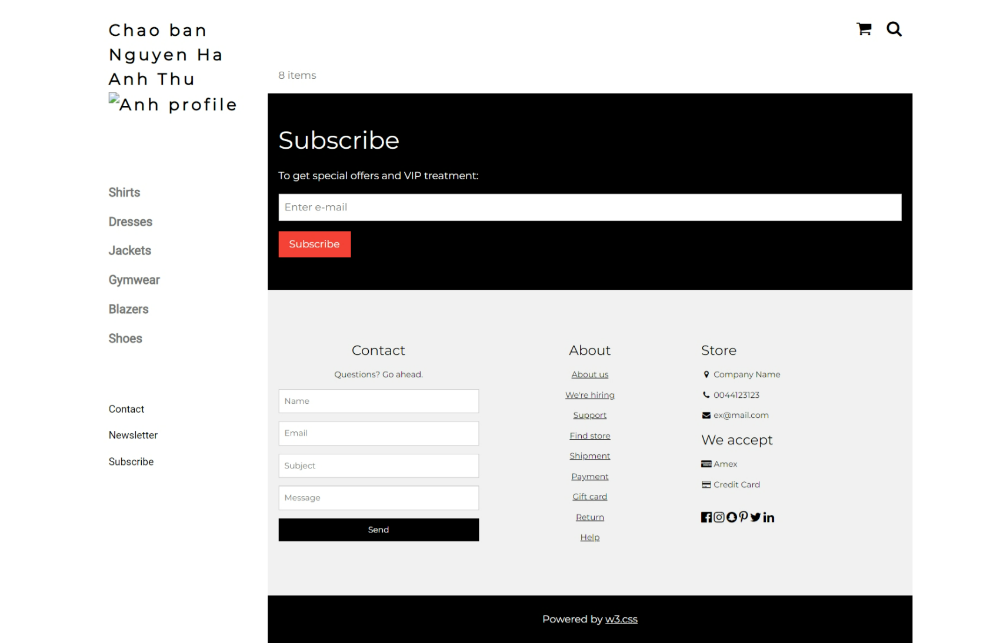 Chao ban
Nguyen Ha
Anh Thu
Anh profile
Shirts
Dresses
Jackets
Gymwear
Blazers
Shoes
Contact
Newsletter
Subscribe
8 items
Subscribe
To get special offers and VIP treatment:
Enter e-mail
Subscribe
Contact
Questions? Go ahead.
Name
Email
Subject
Message
Send
About
About us
We're hiring
Support
Find store
Shipment
Payment
Gift card
Return
Help
Store
Company Name
0044123123
ex@mail.com
We accept
Amex
Credit Card
Powered by w3.css